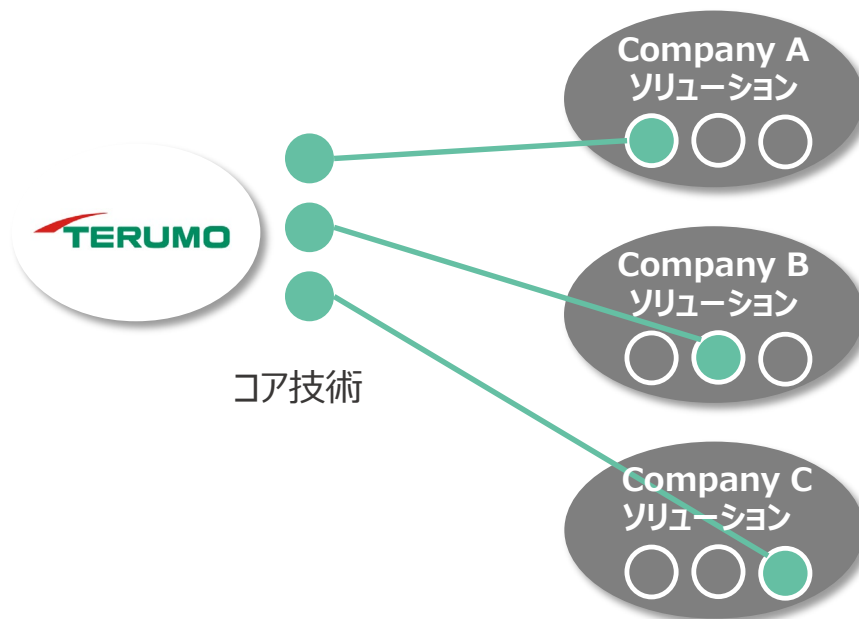 TERUMO
コア技術
Company A
ソリューション
Company B
ソリューション
Company C
ソリューション